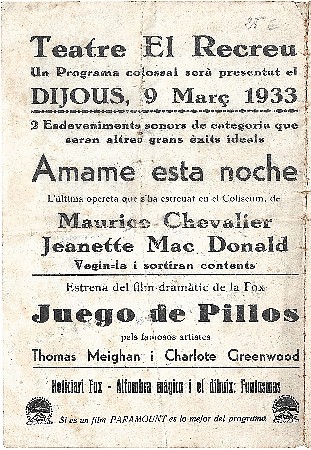 Teatre El Recreu
Un Programa colossal serà presentat el
DIJOUS, 9 Març 1933
2 Esdeveniments sonors de categoria que
seran altres grans èxits ideals
Amame esta noche
L'última opereta que s'ha estrenat en el Coliseum, de
Maurice Chevalier
Jeanette Mac Donald
Vegin-la i sortiran contents
Estrena del film dramàtic de la Fox
Juego de Pillos
pels famosos artistes
Thomas Meighan i Charlote Greenwood
Noticiari Fox - Alfombra mágica i el dibuix: Fantasmas
Si es un film PARAMOUNT es lo mejor del programa